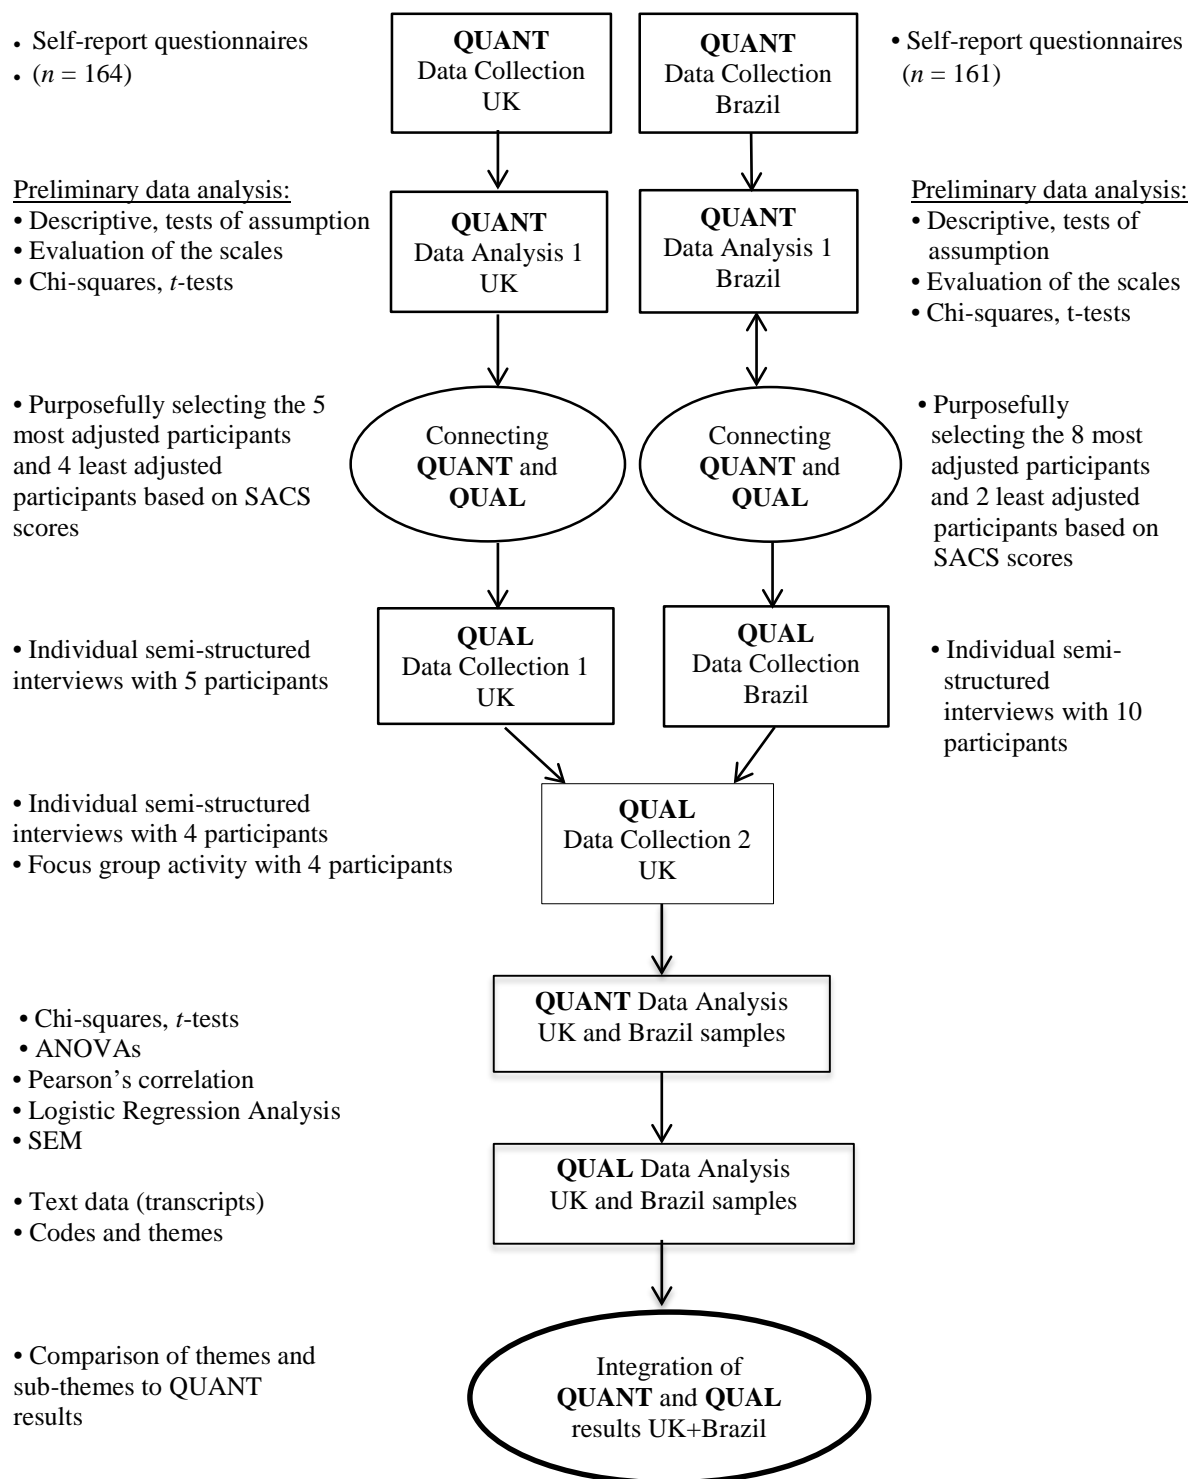 • Self-report questionnaires
• (n = 164)
QUANT
Data Collection
UK
QUANT
Data Collection
Brazil
• Self-report questionnaires
(n = 161)
Preliminary data analysis:
• Descriptive, tests of assumption
• Evaluation of the scales
• Chi-squares, t-tests
QUANT
Data Analysis 1
UK
QUANT
Data Analysis 1
Brazil
Preliminary data analysis:
• Descriptive, tests of
assumption
• Evaluation of the scales
• Chi-squares, t-tests
• Purposefully selecting the 5
most adjusted participants
and 4 least adjusted
participants based on SACS
scores
Connecting
QUANT and
QUAL
Connecting
QUANT and
QUAL
• Purposefully
selecting the 8 most
adjusted participants
and 2 least adjusted
participants based on
SACS scores
• Individual semi-structured
interviews with 5 participants
QUAL
Data Collection 1
UK
QUAL
Data Collection
Brazil
• Individual semi-
structured
interviews with 10
participants
• Individual semi-structured
interviews with 4 participants
• Focus group activity with 4 participants
QUAL
Data Collection 2
UK
• Chi-squares, t-tests
• ANOVAs
• Pearson’s correlation
• Logistic Regression Analysis
• SEM
QUANT Data Analysis
UK and Brazil samples
• Text data (transcripts)
• Codes and themes
QUAL Data Analysis
UK and Brazil samples
• Comparison of themes and
sub-themes to QUANT
results
Integration of
QUANT and QUAL
results UK+Brazil